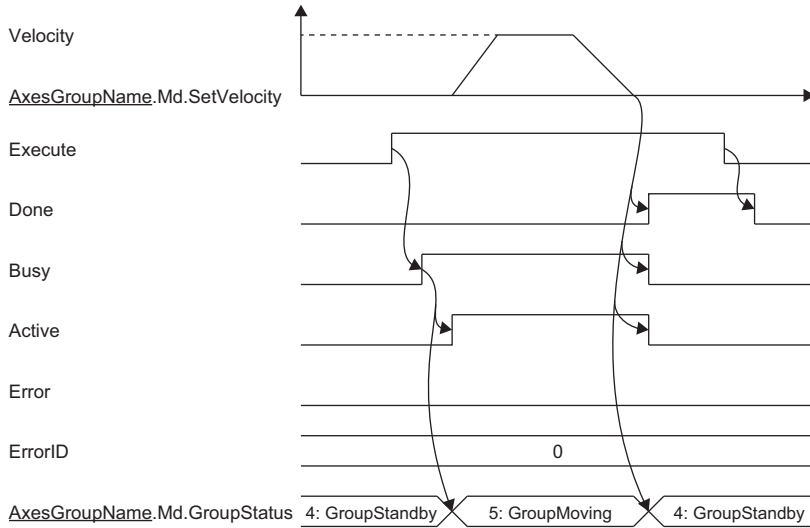 Velocity
AxesGroupName.Md.SetVelocity
Execute
Done
Busy
Active
Error
ErrorID
0
AxesGroupName.Md.GroupStatus 4: GroupStandby 5: GroupMoving 4: GroupStandby